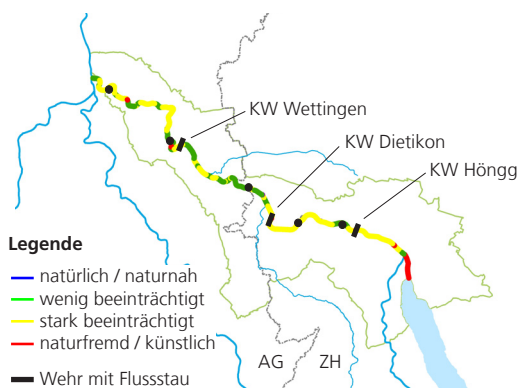 KW Wettingen
KW Dietikon
KW Höngg
Legende
natürlich / naturnah
wenig beeinträchtigt
stark beeinträchtigt
naturfremd / künstlich
Wehr mit Flussstau
AG
ZH